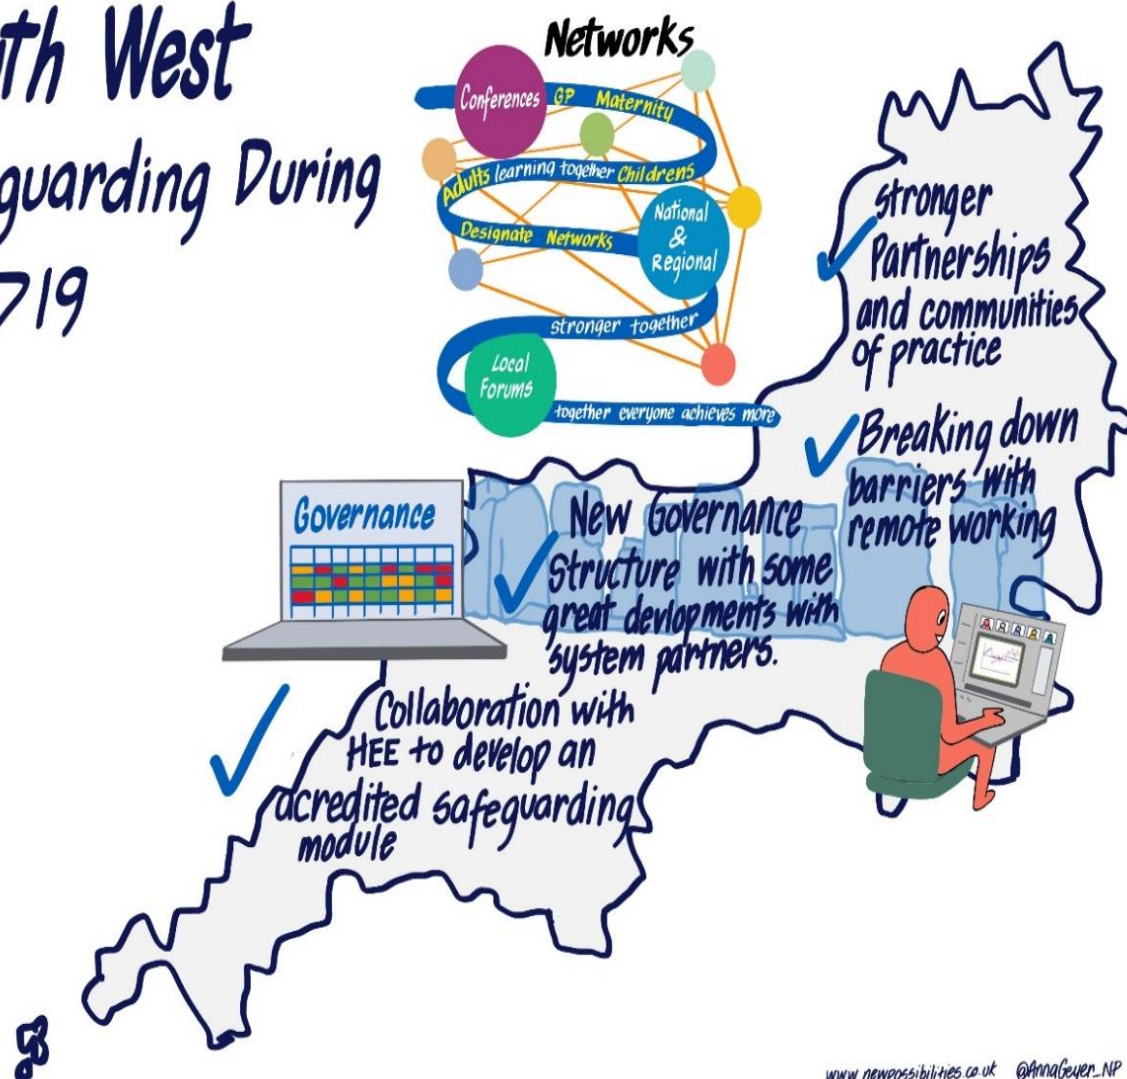 th West
guarding During
19
Networks
Conferences GP Maternity
Adults learning together Childrens
Designate Networks
National
&
Regional
stronger together
Local
Forums
together everyone achieves more
stronger
Partnerships
and communities
of practice
Breaking down
barriers with
remote working
Governance
New Governance
Structure with some
great devlopments with
system partners.
Collaboration with
HEE to develop an
acredited safeguarding
module
www.newpossibilities.co.uk @AnnaGeyer_NP